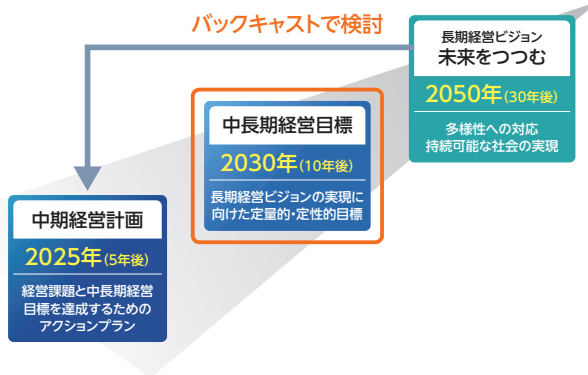 バックキャストで検討
長期経営ビジョン
未来をつつむ
2050年(30年後)
多様性への対応
持続可能な社会の実現
中長期経営目標
2030年(10年後)
長期経営ビジョンの実現に
向けた定量的・定性的目標
中期経営計画
2025年(5年後)
経営課題と中長期経営
目標を達成するための
アクションプラン